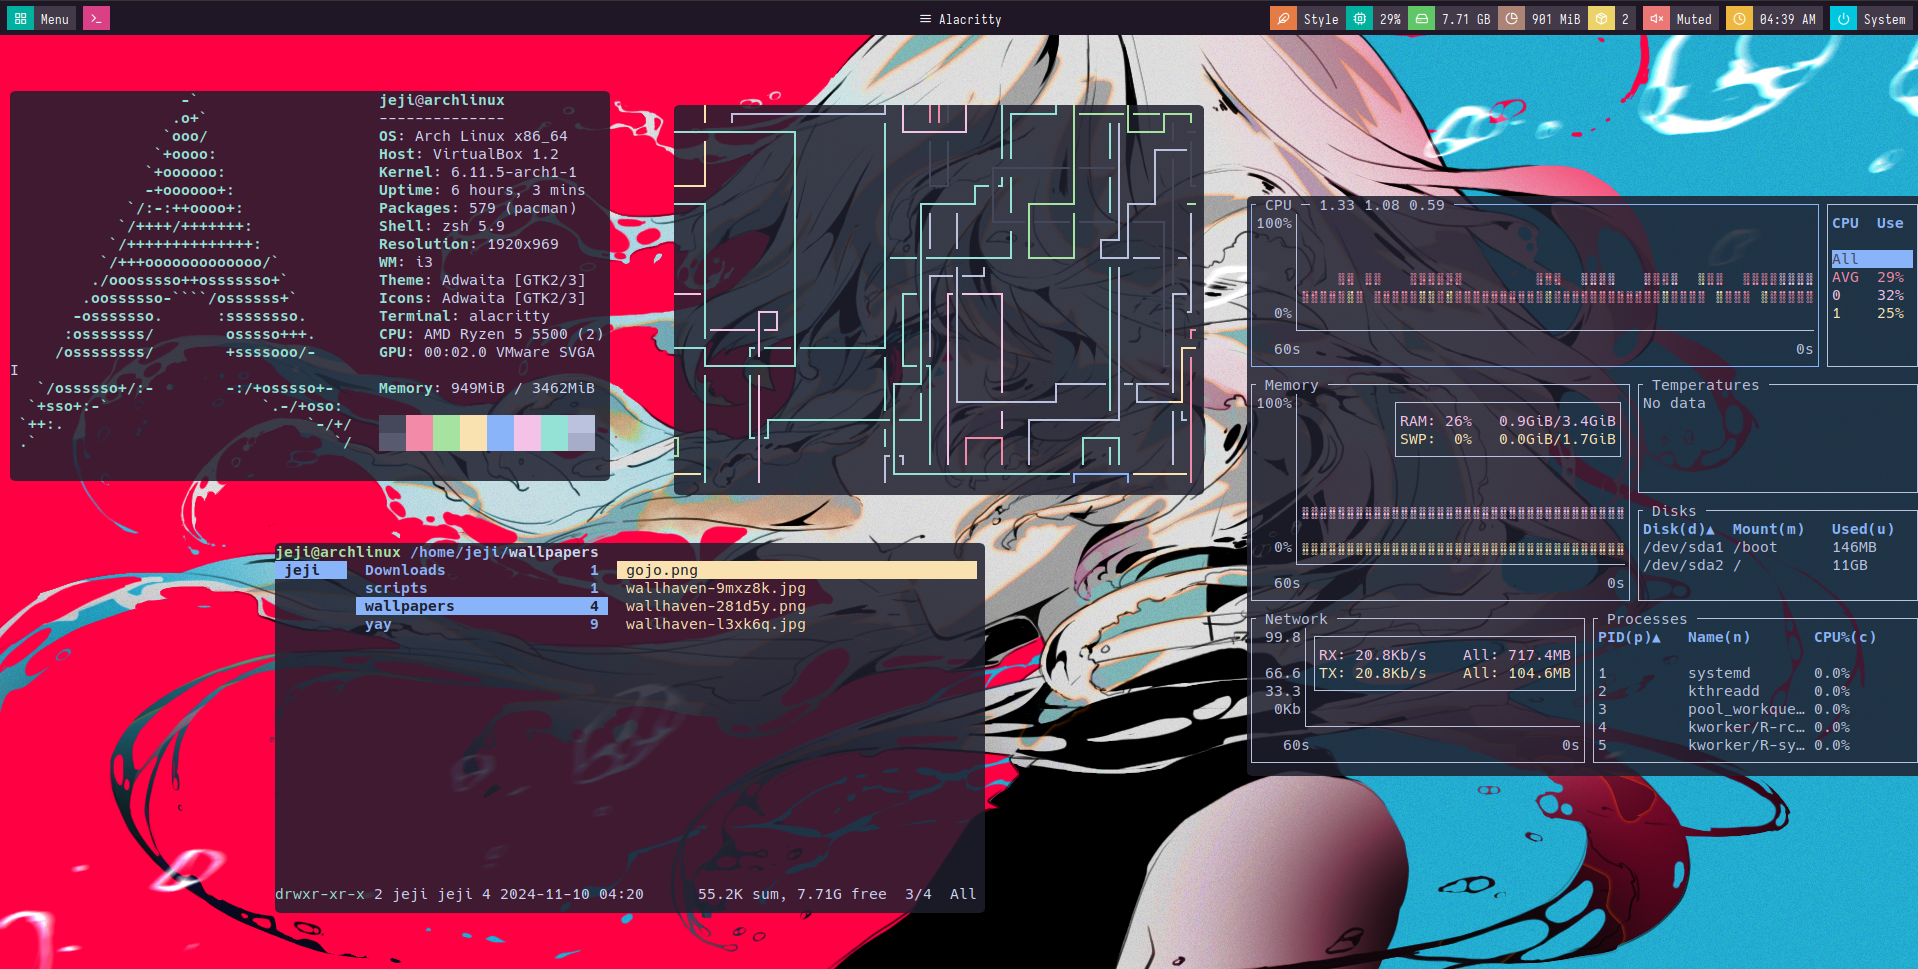 Menu
Alacritty
Style 29% 7.71 GB 901 MiB 2 Muted 04:39 AM System
jeji@archlinux
--------------
OS: Arch Linux x86_64
Host: VirtualBox 1.2
Kernel: 6.11.5-arch1-1
Uptime: 6 hours, 3 mins
Packages: 579 (pacman)
Shell: zsh 5.9
Resolution: 1920x969
WM: i3
Theme: Adwaita [GTK2/3]
Icons: Adwaita [GTK2/3]
Terminal: alacritty
CPU: AMD Ryzen 5 5500 (2)
GPU: 00:02.0 VMware SVGA
Memory: 949MiB / 3462MiB
-`
.o+`
`ooo/
`+oooo:
`+oooooo:
-+oooooo+:
`/:-:++oooo+:
`/++++/+++++++:
`/++++++++++++++:
`/+++ooooooooooooo/`
./ooosssso++osssssso+`
.oossssso-````/ossssss+`
-osssssso. :ssssssso.
:osssssss/ osssso+++.
/ossssssss/ +ssssooo/-
`/ossssso+/:- -:/+osssso+-
`+sso+:-` `.-/+oso:
`++:. `-/+/
.` `/
jeji@archlinux /home/jeji/wallpapers
jeji Downloads 1 gojo.png
scripts 1 wallhaven-9mxz8k.jpg
wallpapers 4 wallhaven-281d5y.png
yay 9 wallhaven-l3xk6q.jpg
drwxr-xr-x 2 jeji jeji 4 2024-11-10 04:20 55.2K sum, 7.71G free 3/4 All
CPU — 1.33 1.08 0.59
100%
0%
60s 0s
CPU Use
All
AVG 29%
0 32%
1 25%
Memory
100%
RAM: 26% 0.9GiB/3.4GiB
SWP: 0% 0.0GiB/1.7GiB
0%
60s 0s
Temperatures
No data
Disks
Disk(d)▲ Mount(m) Used(u)
/dev/sda1 /boot 146MB
/dev/sda2 / 11GB
Network
99.8
66.6
33.3
0Kb
RX: 20.8Kb/s All: 717.4MB
TX: 20.8Kb/s All: 104.6MB
60s 0s
Processes
PID(p)▲ Name(n) CPU%(c)
1 systemd 0.0%
2 kthreadd 0.0%
3 pool_workque… 0.0%
4 kworker/R-rc… 0.0%
5 kworker/R-sy… 0.0%